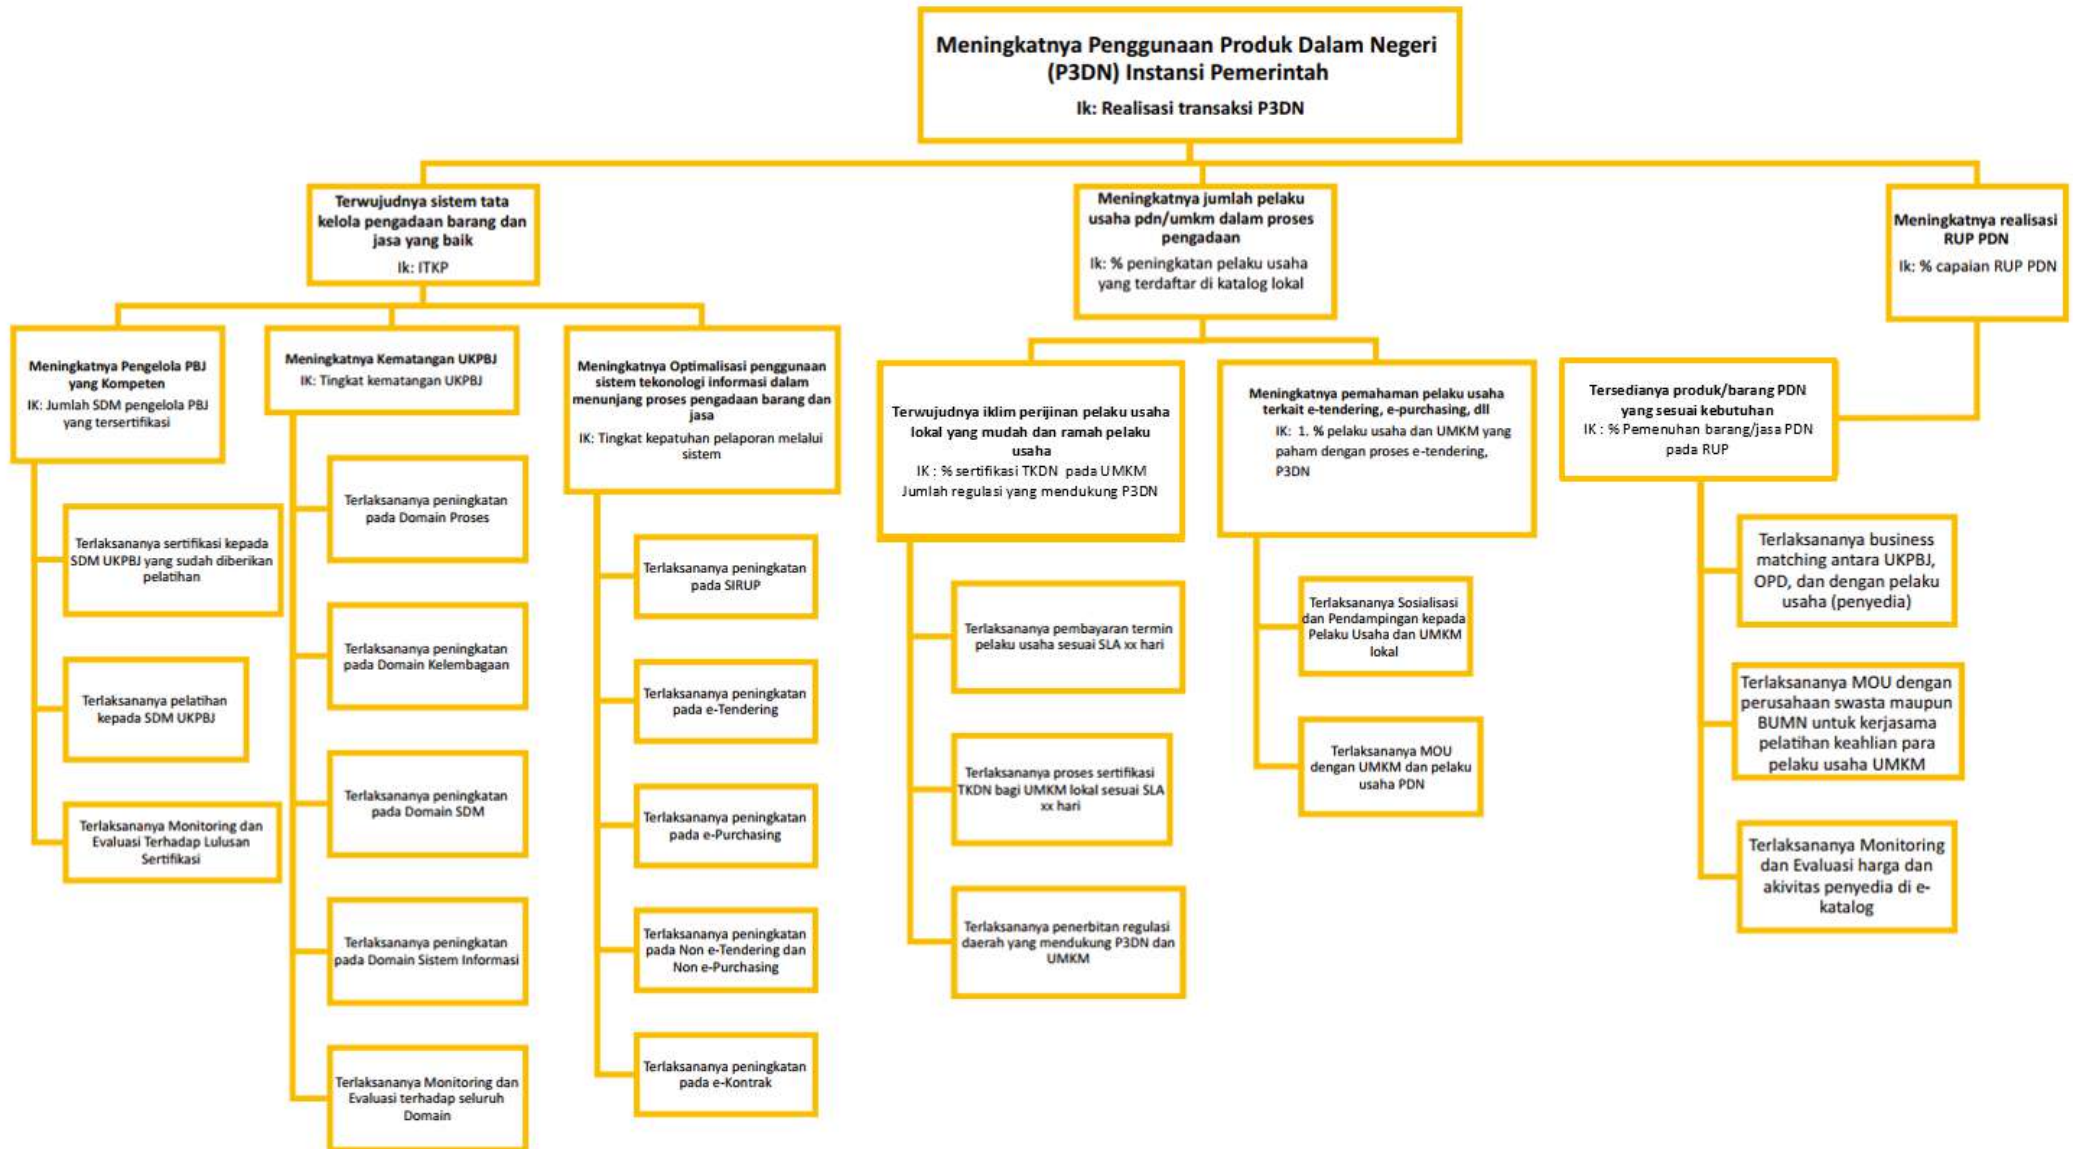 Meningkatnya Penggunaan Produk Dalam Negeri
(P3DN) Instansi Pemerintah
Ik: Realisasi transaksi P3DN
Terwujudnya sistem tata
kelola pengadaan barang dan
jasa yang baik
Ik: ITKP
Meningkatnya jumlah pelaku
usaha pdn/umkm dalam proses
pengadaan
Ik: % peningkatan pelaku usaha
yang terdaftar di katalog lokal
Meningkatnya realisasi
RUP PDN
Ik: % capaian RUP PDN
Meningkatnya Pengelola PBJ
yang Kompeten
IK: Jumlah SDM pengelola PBJ
yang tersertifikasi
Terlaksananya sertifikasi kepada
SDM UKPBJ yang sudah diberikan
pelatihan
Terlaksananya pelatihan
kepada SDM UKPBJ
Terlaksananya Monitoring dan
Evaluasi Terhadap Lulusan
Sertifikasi
Meningkatnya Kematangan UKPBJ
IK: Tingkat kematangan UKPBJ
Terlaksananya peningkatan
pada Domain Proses
Terlaksananya peningkatan
pada Domain Kelembagaan
Terlaksananya peningkatan
pada Domain SDM
Terlaksananya peningkatan
pada Domain Sistem Informasi
Terlaksananya Monitoring dan
Evaluasi terhadap seluruh
Domain
Meningkatnya Optimalisasi penggunaan
sistem tekonologi informasi dalam
menunjang proses pengadaan barang dan
jasa
IK: Tingkat kepatuhan pelaporan melalui
sistem
Terlaksananya peningkatan
pada SIRUP
Terlaksananya peningkatan
pada e-Tendering
Terlaksananya peningkatan
pada e-Purchasing
Terlaksananya peningkatan
pada Non e-Tendering dan
Non e-Purchasing
Terlaksananya peningkatan
pada e-Kontrak
Terwujudnya iklim perijinan pelaku usaha
lokal yang mudah dan ramah pelaku
usaha
IK : % sertifikasi TKDN pada UMKM
Jumlah regulasi yang mendukung P3DN
Terlaksananya pembayaran termin
pelaku usaha sesuai SLA xx hari
Terlaksananya proses sertifikasi
TKDN bagi UMKM lokal sesuai SLA
xx hari
Terlaksananya penerbitan regulasi
daerah yang mendukung P3DN dan
UMKM
Meningkatnya pemahaman pelaku usaha
terkait e-tendering, e-purchasing, dll
IK: 1. % pelaku usaha dan UMKM yang
paham dengan proses e-tendering,
P3DN
Terlaksananya Sosialisasi
dan Pendampingan kepada
Pelaku Usaha dan UMKM
lokal
Terlaksananya MOU
dengan UMKM dan pelaku
usaha PDN
Tersedianya produk/barang PDN
yang sesuai kebutuhan
IK : % Pemenuhan barang/jasa PDN
pada RUP
Terlaksananya business
matching antara UKPBJ,
OPD, dan dengan pelaku
usaha (penyedia)
Terlaksananya MOU dengan
perusahaan swasta maupun
BUMN untuk kerjasama
pelatihan keahlian para
pelaku usaha UMKM
Terlaksananya Monitoring
dan Evaluasi harga dan
akivitas penyedia di e-
katalog